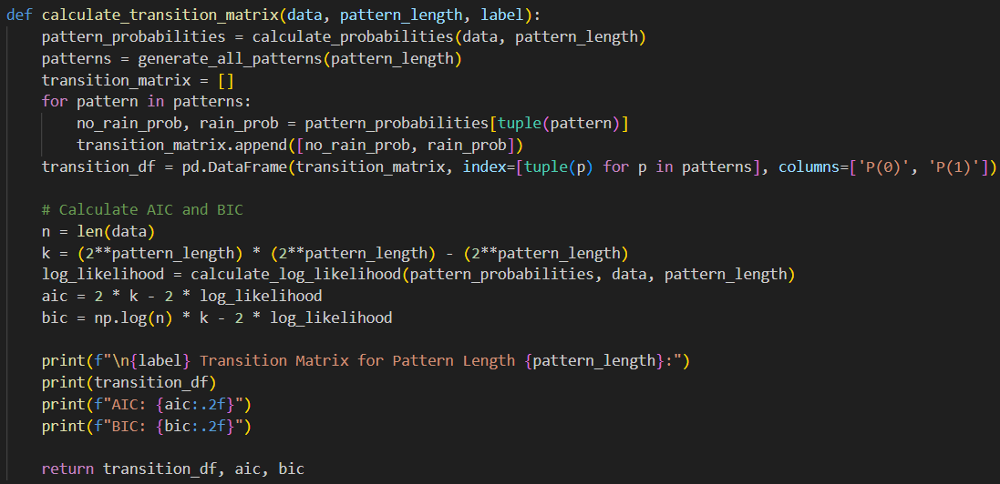 def calculate_transition_matrix(data, pattern_length, label):
    pattern_probabilities = calculate_probabilities(data, pattern_length)
    patterns = generate_all_patterns(pattern_length)
    transition_matrix = []
    for pattern in patterns:
        no_rain_prob, rain_prob = pattern_probabilities[tuple(pattern)]
        transition_matrix.append([no_rain_prob, rain_prob])
    transition_df = pd.DataFrame(transition_matrix, index=[tuple(p) for p in patterns], columns=['P(0)', 'P(1)'])

    # Calculate AIC and BIC
    n = len(data)
    k = (2**pattern_length) * (2**pattern_length) - (2**pattern_length)
    log_likelihood = calculate_log_likelihood(pattern_probabilities, data, pattern_length)
    aic = 2 * k - 2 * log_likelihood
    bic = np.log(n) * k - 2 * log_likelihood

    print(f"\n{label} Transition Matrix for Pattern Length {pattern_length}:")
    print(transition_df)
    print(f"AIC: {aic:.2f}")
    print(f"BIC: {bic:.2f}")

    return transition_df, aic, bic